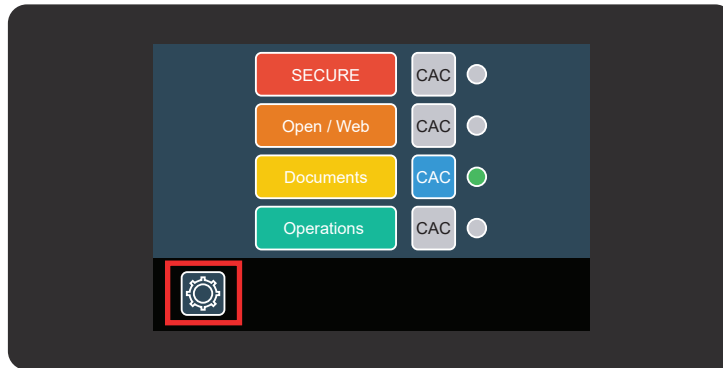 SECURE CAC
Open / Web CAC
Documents CAC
Operations CAC